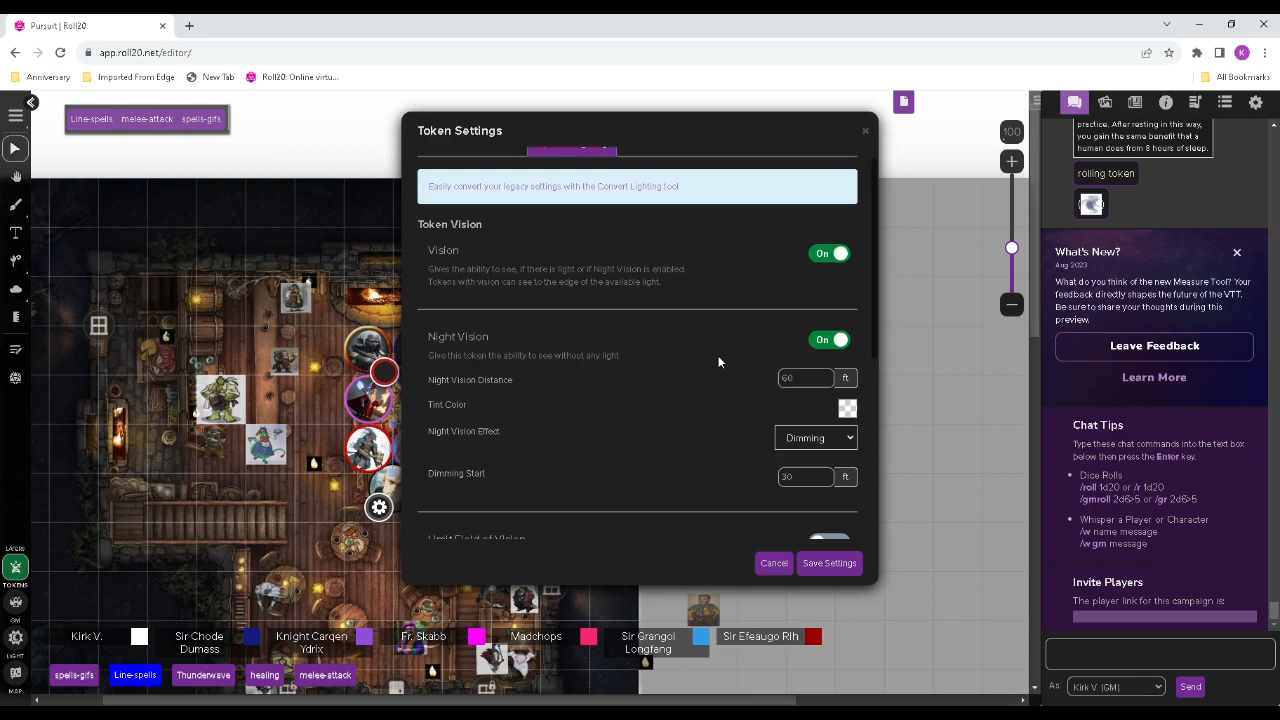 Pursuit | Roll20
app.roll20.net/editor/
K
Anniversary
Imported From Edge
New Tab
Roll20: Online virtu...
All Bookmarks
Line-spells melee-attack spells-gifs
Token Settings
Easily convert your legacy settings with the Convert Lighting tool
Token Vision
Vision
On
Gives the ability to see, if there is light or if Night Vision is enabled.
Tokens with vision can see to the edge of the available light.
Night Vision
On
Give this token the ability to see without any light.
Night Vision Distance
60 ft
Tint Color
Night Vision Effect
Dimming
Dimming Start
30 ft
Limit Field of Vision
Cancel
Save Settings
100
practice. After resting in this way,
you gain the same benefit that a
human does from 8 hours of sleep.
rolling token
What's New?
Aug 2023
What do you think of the new Measure Tool? Your
feedback directly shapes the future of the VTT.
Be sure to share your thoughts during this
preview.
Leave Feedback
Learn More
Chat Tips
Type these chat commands into the text box
below then press the Enter key.
• Dice Rolls
/roll 1d20 or /r 1d20
/gmroll 2d6>5 or /gr 2d6>5
• Whisper a Player or Character
/w name message
/w gm message
Invite Players
The player link for this campaign is:
As:
Kirk V. (GM)
Send
LAYERS
TOKENS
GM
LIGHT
MAP
Kirk V.
Sir Chode
Dumass
Knight Carqen
Ydrix
Fr. Skabb
Madchops
Sir Grangol
Longfang
Sir Efeaugo Rih
spells-gifs
Line-spells
Thunderwave
healing
melee-attack